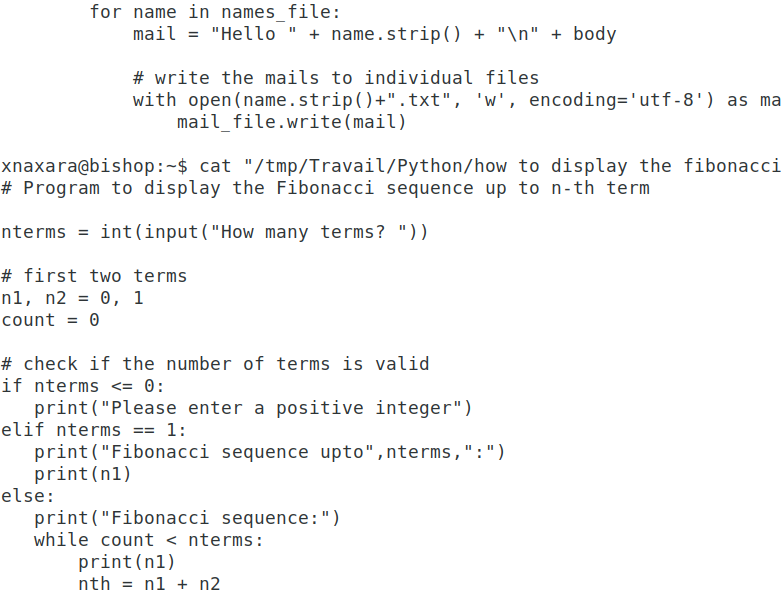 for name in names_file:
mail = "Hello " + name.strip() + "\n" + body
# write the mails to individual files
with open(name.strip()+".txt", 'w', encoding='utf-8') as ma
mail_file.write(mail)
xnaxara@bishop:~$ cat "/tmp/Travail/Python/how to display the fibonacci
# Program to display the Fibonacci sequence up to n-th term
nterms = int(input("How many terms? "))
# first two terms
n1, n2 = 0, 1
count = 0
# check if the number of terms is valid
if nterms <= 0:
print("Please enter a positive integer")
elif nterms == 1:
print("Fibonacci sequence upto",nterms,":")
print(n1)
else:
print("Fibonacci sequence:")
while count < nterms:
print(n1)
nth = n1 + n2